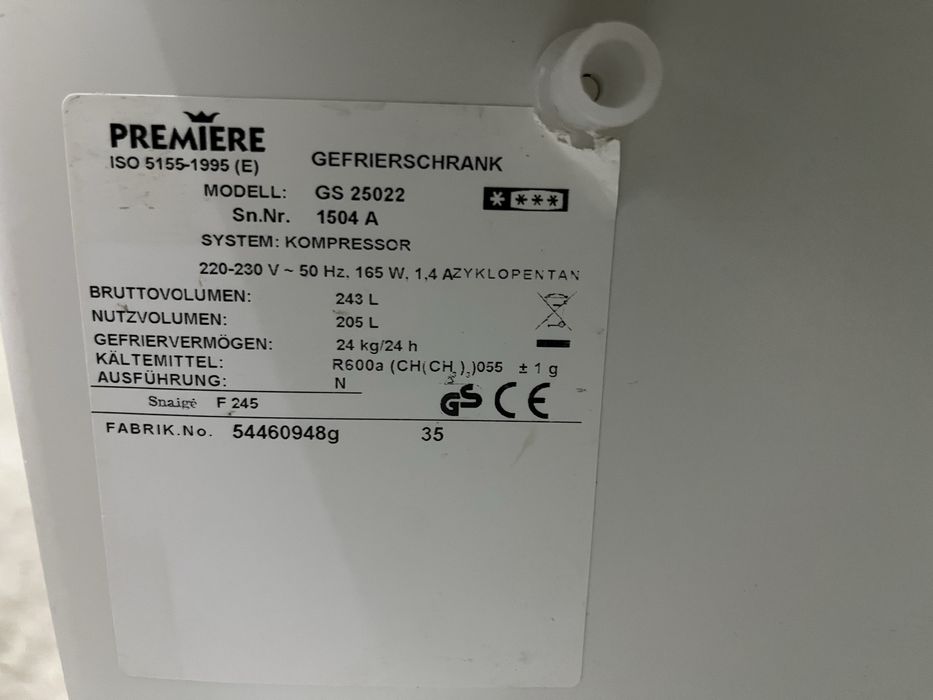 PREMIERE
ISO 5155-1995 (E) GEFRIERSCHRANK
MODELL: GS 25022
Sn.Nr. 1504 A
SYSTEM: KOMPRESSOR
220-230 V ~ 50 Hz, 165 W, 1,4 AZYKLOPENTAN
BRUTTOVOLUMEN: 243 L
NUTZVOLUMEN: 205 L
GEFRIERVERMÖGEN: 24 kg/24 h
KÄLTEMITTEL: R600a (CH(CH₃)₃)055 ± 1 g
AUSFÜHRUNG: N
GS CE
Snaigė F 245
FABRIK.No. 54460948g 35